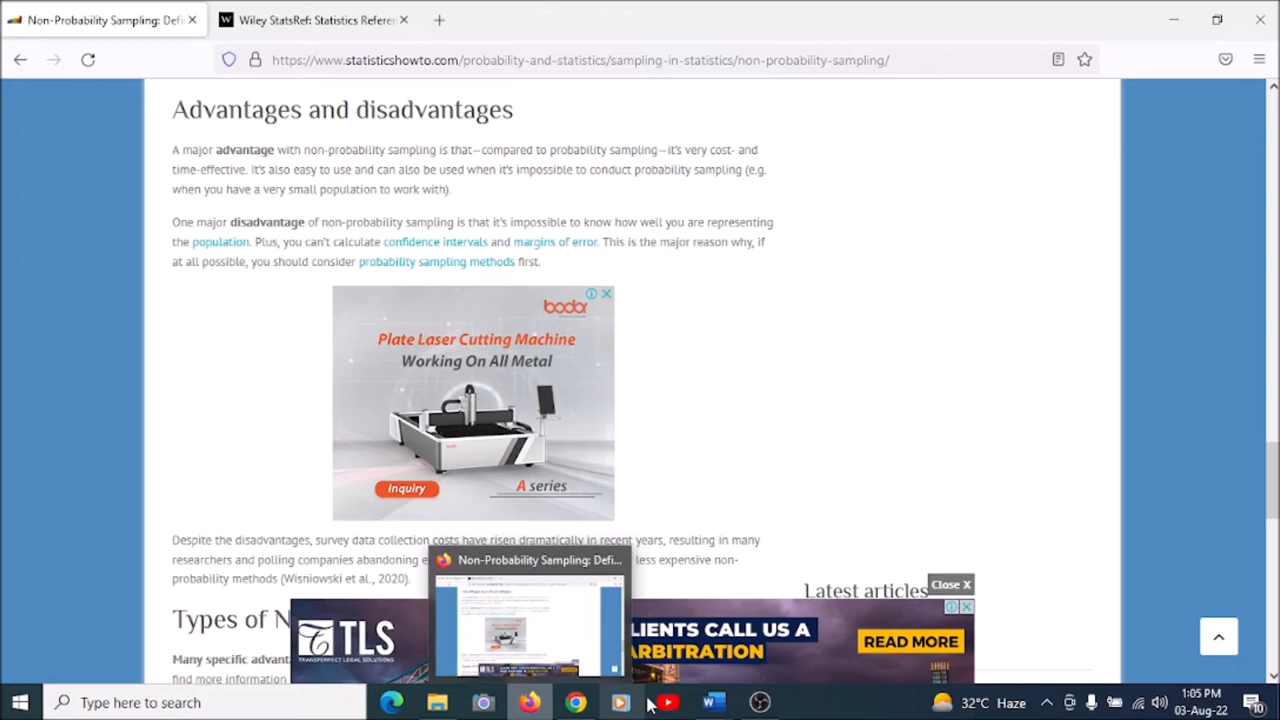 Non-Probability Sampling: Defi
Wiley StatsRef: Statistics Referen
https://www.statisticshowto.com/probability-and-statistics/sampling-in-statistics/non-probability-sampling/
Advantages and disadvantages
A major advantage with non-probability sampling is that—compared to probability sampling—it's very cost- and
time-effective. It's also easy to use and can also be used when it's impossible to conduct probability sampling (e.g.
when you have a very small population to work with).
One major disadvantage of non-probability sampling is that it's impossible to know how well you are representing
the population. Plus, you can't calculate confidence intervals and margins of error. This is the major reason why, if
at all possible, you should consider probability sampling methods first.
bodor
Plate Laser Cutting Machine
Working On All Metal
Inquiry
A series
Despite the disadvantages, survey data collection costs have risen dramatically in recent years, resulting in many
researchers and polling companies abandoning e
less expensive non-
probability methods (Wisniowski et al., 2020).
Non-Probability Sampling: Defi...
Latest articles
Close X
Types of N
TLS
TRANSPERFECT LEGAL SOLUTIONS
LIENTS CALL US A
ARBITRATION
READ MORE
Many specific advanta
find more information
Type here to search
32°C Haze
1:05 PM
03-Aug-22
10